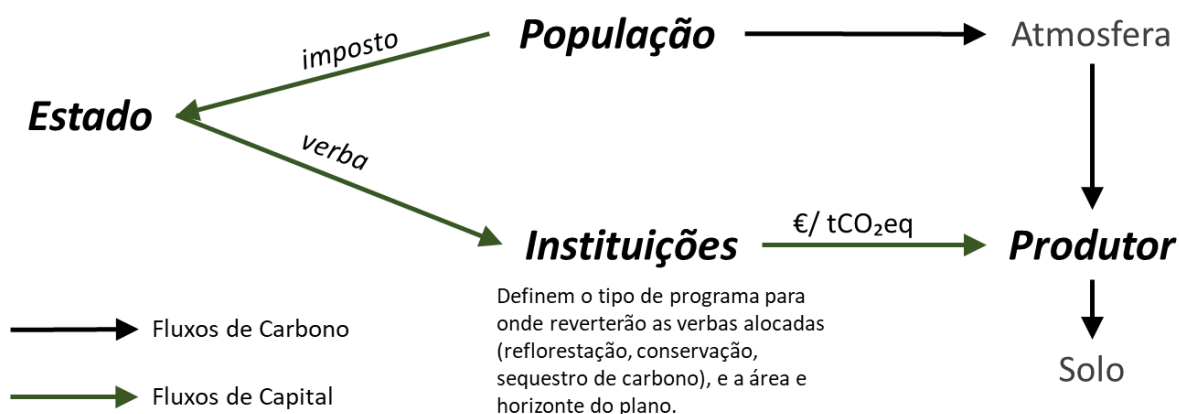 População
Atmosfera
imposto
Estado
verba
€/ tCO₂eq
Instituições
Produtor
Definem o tipo de programa para
onde reverterão as verbas alocadas
(reflorestação, conservação,
sequestro de carbono), e a área e
horizonte do plano.
Fluxos de Carbono
Solo
Fluxos de Capital